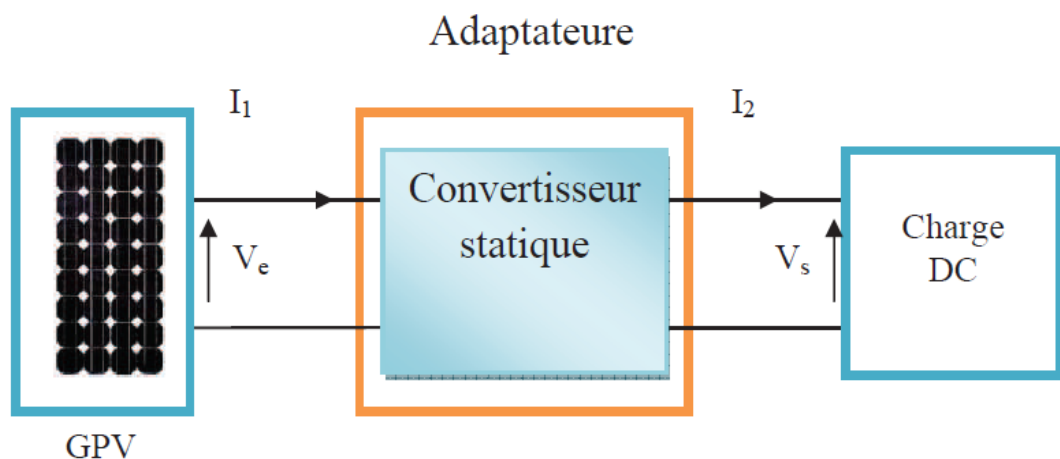 Adaptateure
I₁
I₂
Convertisseur
statique
Vₑ
Vₛ
Charge
DC
GPV